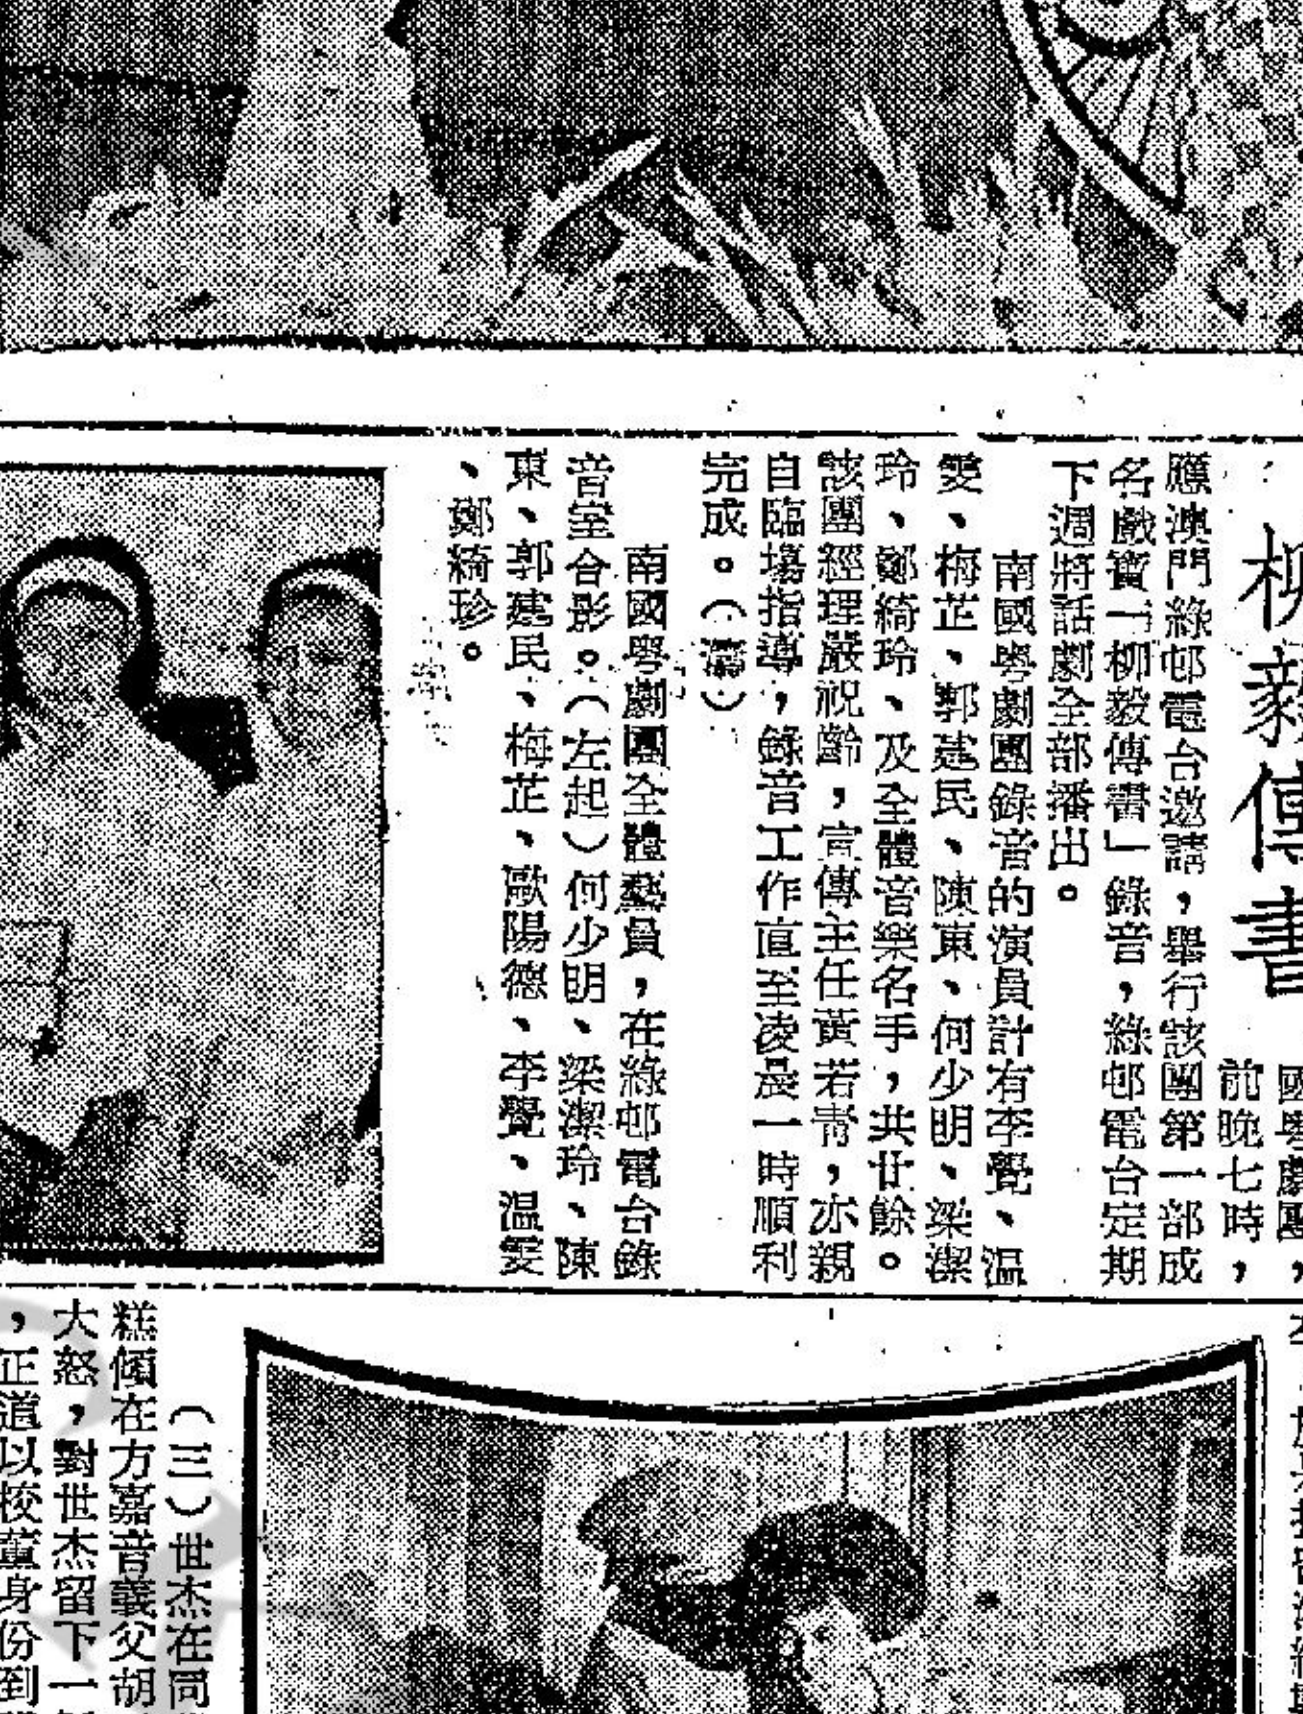 柳毅傳書
國粵劇團，
前晚七時，
應澳門綠邨電台邀請，舉行該團第一部成
名戲寶「柳毅傳書」錄音，綠邨電台定期
下週將話劇全部播出。
南國粵劇團錄音的演員計有李覺、温
雯、梅芷、郭建民、陳東、何少明、梁潔
玲、鄭綺玲、及全體音樂名手，共廿餘。
該團經理嚴祝齡，宣傳主任黃若青，亦親
自臨場指導，錄音工作直至凌晨一時順利
完成。（濤）
南國粵劇團全體藝員，在綠邨電台錄
音室合影。（左起）何少明、梁潔玲、陳
東、郭建民、梅芷、歐陽德、李覺、温雯
、鄭綺珍。
（三）世杰在同
糕傾在方嘉音義父胡
大怒，對世杰留下一
，正道以校董身份到